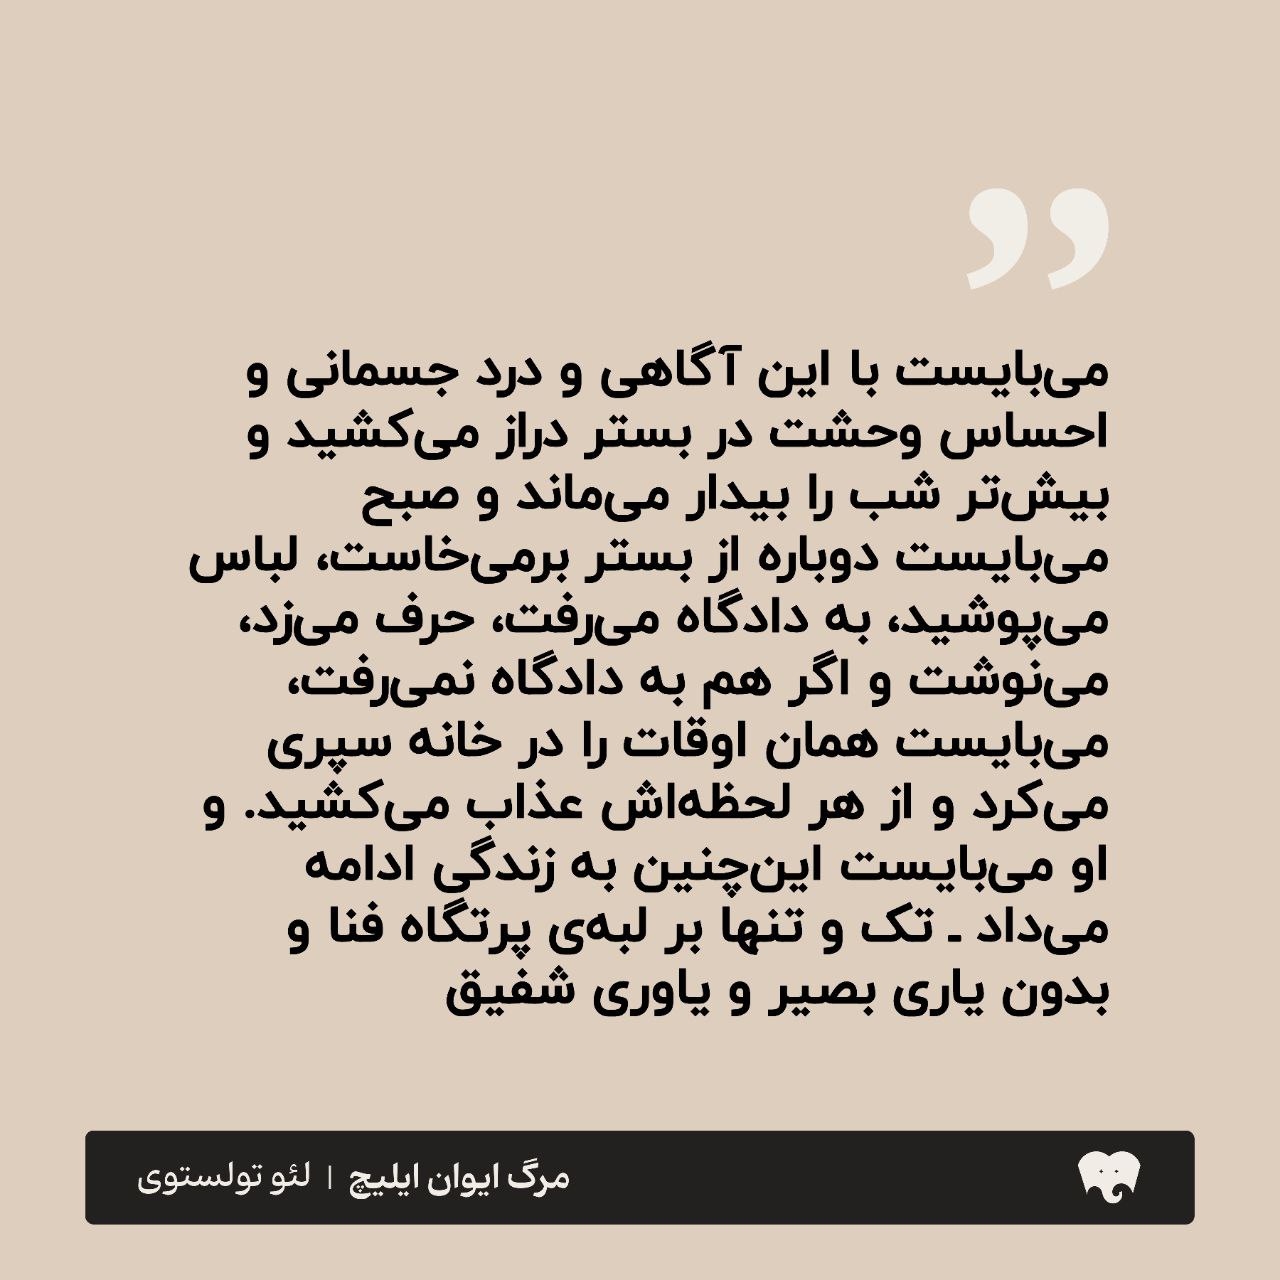 ”
می‌بایست با این آگاهی و درد جسمانی و
احساس وحشت در بستر دراز می‌کشید و
بیش‌تر شب را بیدار می‌ماند و صبح
می‌بایست دوباره از بستر برمی‌خاست، لباس
می‌پوشید، به دادگاه می‌رفت، حرف می‌زد،
می‌نوشت و اگر هم به دادگاه نمی‌رفت،
می‌بایست همان اوقات را در خانه سپری
می‌کرد و از هر لحظه‌اش عذاب می‌کشید. و
او می‌بایست این‌چنین به زندگی ادامه
می‌داد ـ تک و تنها بر لبه‌ی پرتگاه فنا و
بدون یاری بصیر و یاوری شفیق
مرگ ایوان ایلیچ | لئو تولستوی